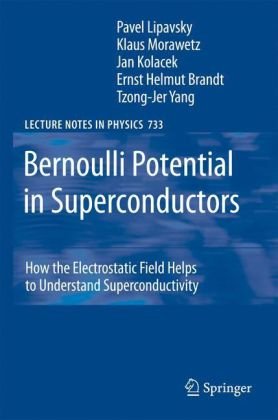 Pavel Lipavsky
Klaus Morawetz
Jan Kolacek
Ernst Helmut Brandt
Tzong-Jer Yang
LECTURE NOTES IN PHYSICS 733
Bernoulli Potential
in Superconductors
How the Electrostatic Field Helps
to Understand Superconductivity
Springer